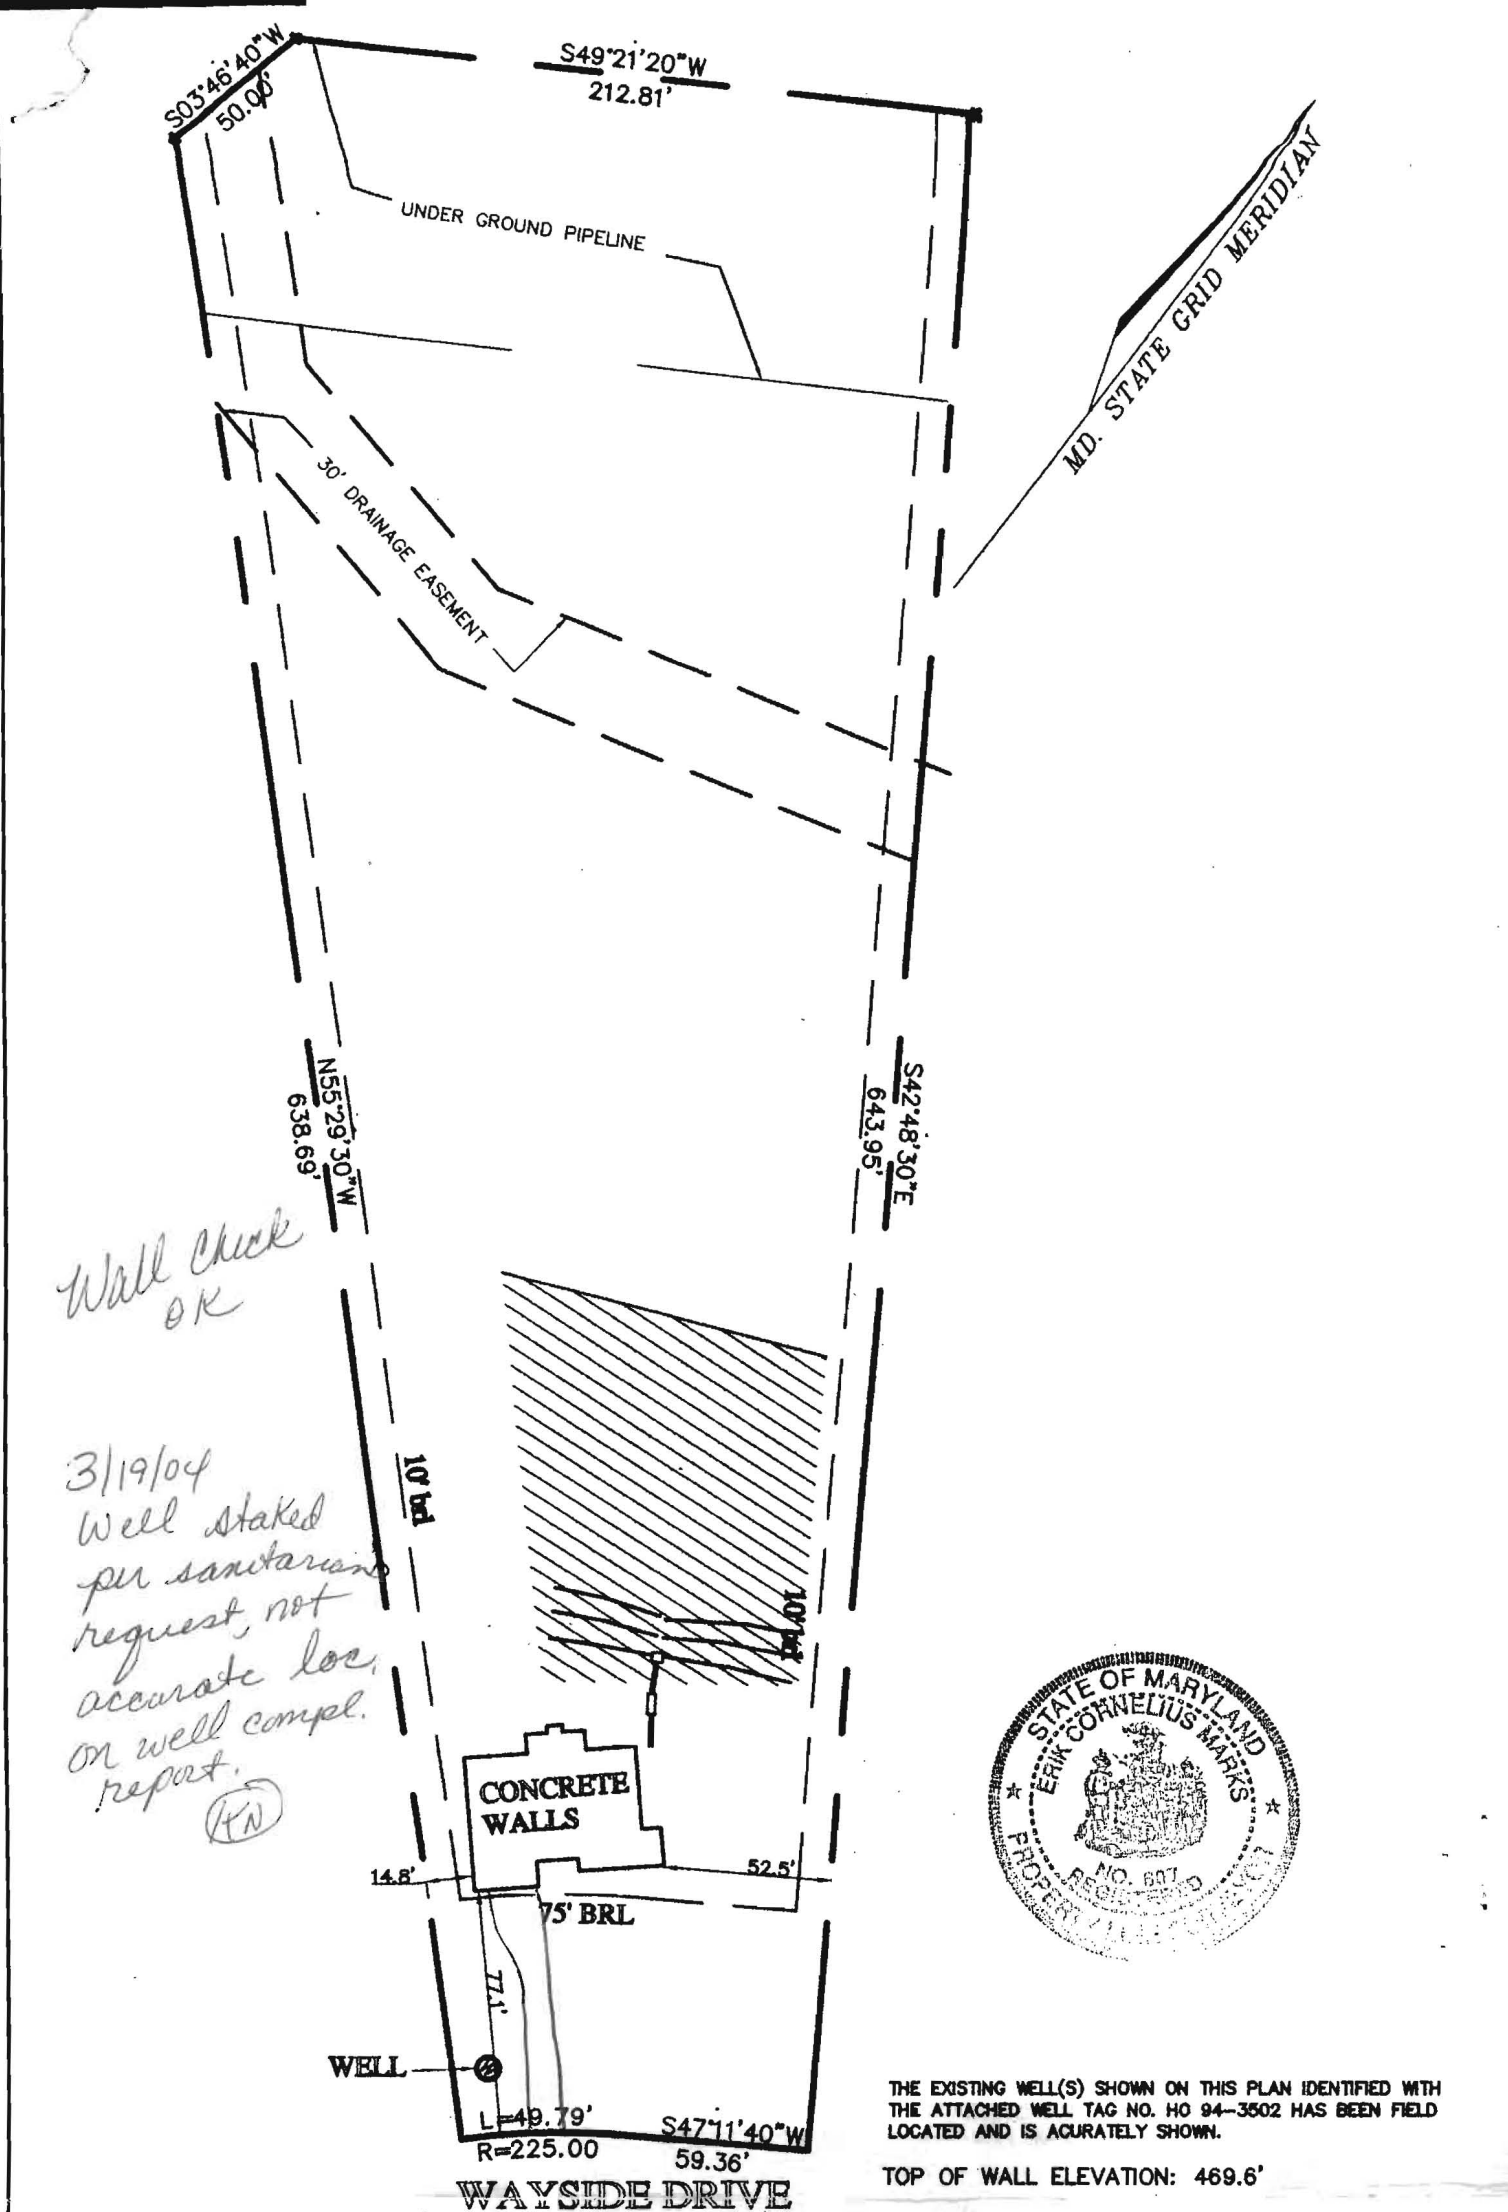 S03°46'40"W
50.00'
S49°21'20"W
212.81'
UNDER GROUND PIPELINE
MD. STATE GRID MERIDIAN
30' DRAINAGE EASEMENT
N55°29'30"W
638.69'
S42°48'30"E
643.95'
Wall Check
OK
3/19/04
Well staked
per sanitarian
request, not
accurate loc.
on well compl.
report.
KN
10' brl
10' brl
CONCRETE
WALLS
14.8'
52.5'
75' BRL
77.1'
WELL
L=49.79'
R=225.00
S47°11'40"W
59.36'
WAYSIDE DRIVE
STATE OF MARYLAND
ERIK CORNELIUS MARKS
NO. 607
REGISTERED
PROPERTY LINE SURVEYOR
THE EXISTING WELL(S) SHOWN ON THIS PLAN IDENTIFIED WITH
THE ATTACHED WELL TAG NO. HO 94-3502 HAS BEEN FIELD
LOCATED AND IS ACURATELY SHOWN.
TOP OF WALL ELEVATION: 469.6'